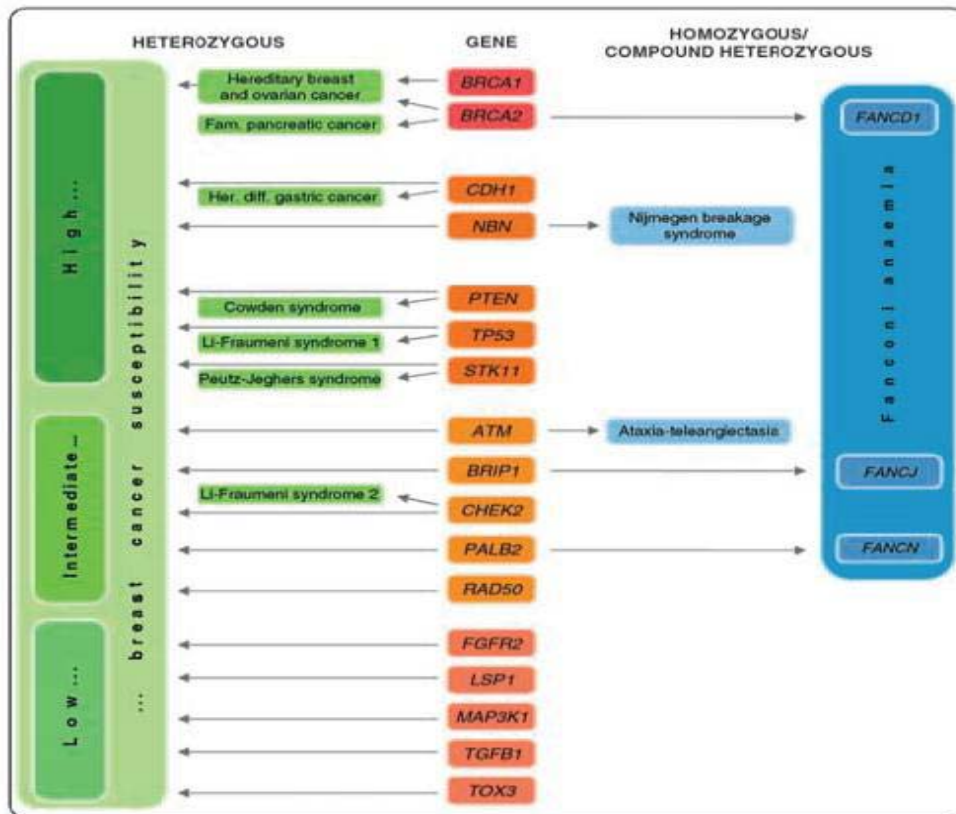 HETEROZYGOUS
GENE
HOMOZYGOUS/
COMPOUND HETEROZYGOUS
High...
Intermediate...
Low...
... breast cancer susceptibility
Hereditary breast
and ovarian cancer
Fam. pancreatic cancer
Her. diff. gastric cancer
Cowden syndrome
Li-Fraumeni syndrome 1
Peutz-Jeghers syndrome
Li-Fraumeni syndrome 2
BRCA1
BRCA2
CDH1
NBN
PTEN
TP53
STK11
ATM
BRIP1
CHEK2
PALB2
RAD50
FGFR2
LSP1
MAP3K1
TGFB1
TOX3
Nijmegen breakage
syndrome
Ataxia-teleangiectasia
Fanconi anaemia
FANCD1
FANCJ
FANCN